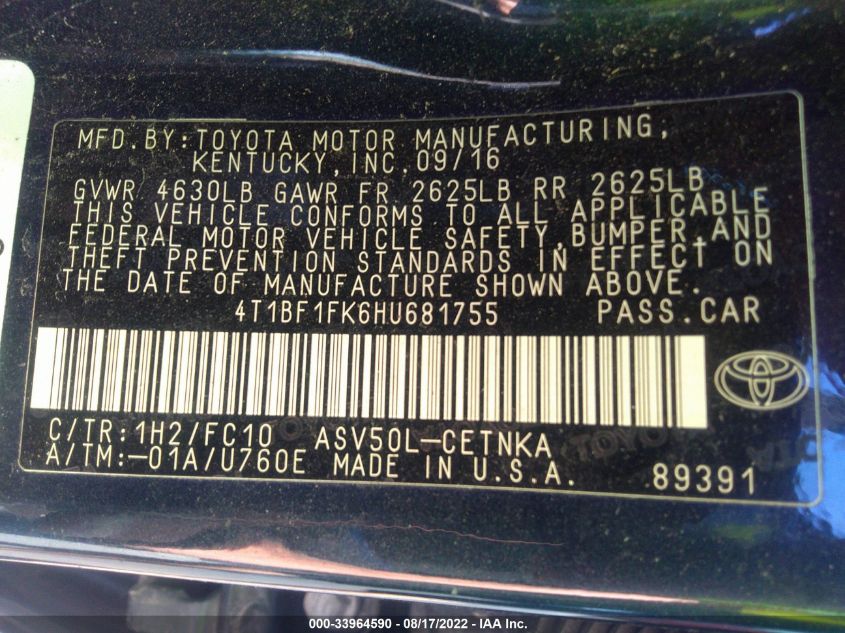 MFD.BY:TOYOTA MOTOR MANUFACTURING,
KENTUCKY,INC.09/16
GVWR 4630LB GAWR FR 2625LB RR 2625LB
THIS VEHICLE CONFORMS TO ALL APPLICABLE
FEDERAL MOTOR VEHICLE SAFETY,BUMPER,AND
THEFT PREVENTION STANDARDS IN EFFECT ON
THE DATE OF MANUFACTURE SHOWN ABOVE.
4T1BF1FK6HU681755 PASS.CAR
C/TR:1H2/FC10 ASV50L-CETNKA
A/TM:-01A/U760E MADE IN U.S.A. 89391
000-33964590 - 08/17/2022 - IAA Inc.